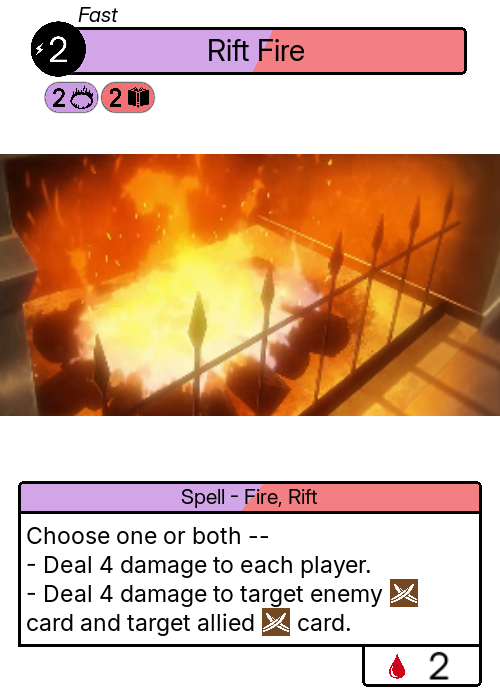 Fast
2 Rift Fire
2 2
Spell - Fire, Rift
Choose one or both --
- Deal 4 damage to each player.
- Deal 4 damage to target enemy
card and target allied card.
2